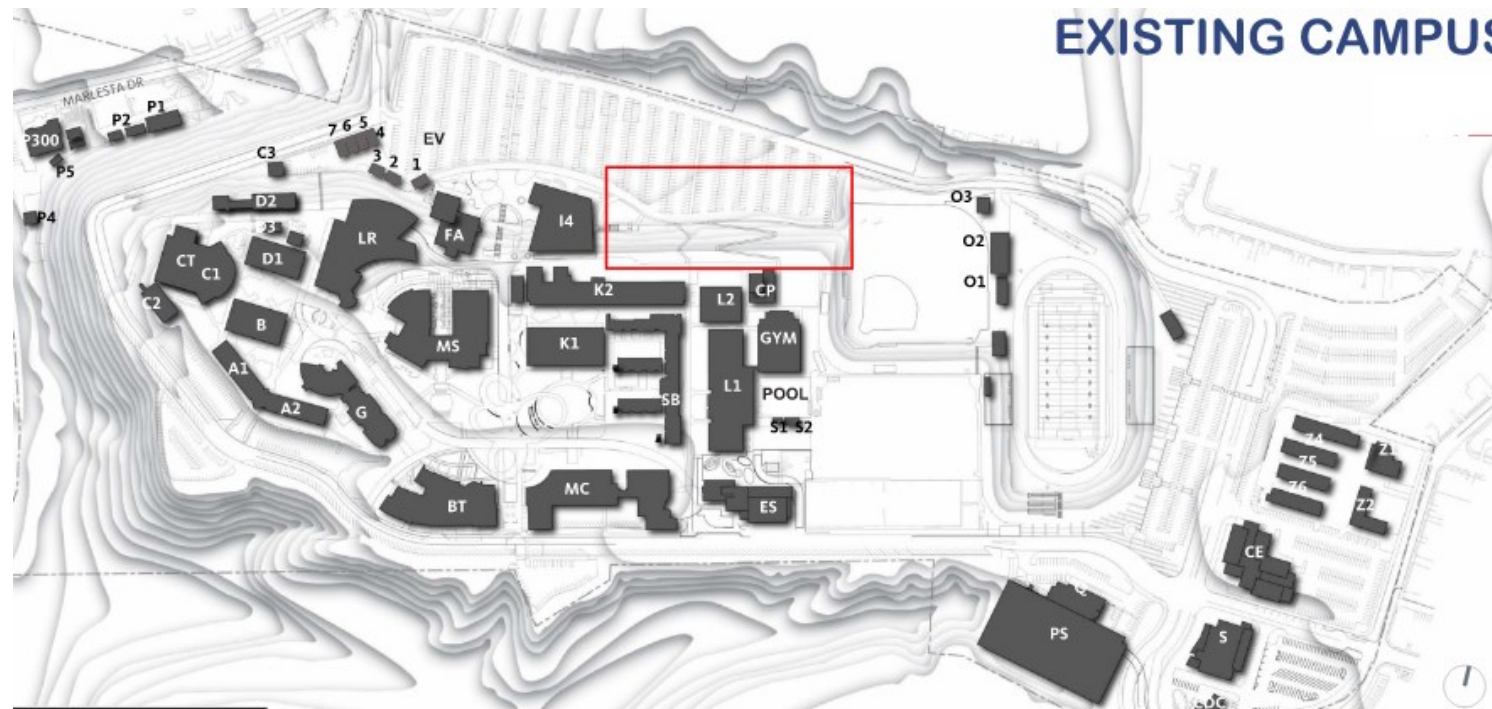 EXISTING CAMPUS
MARLESTA DR
P1
P2
P300
P5
P4
7 6 5 4
EV
3 2 1
C3
D2
D3
D1
LR
FA
I4
CT
C1
C2
B
A1
A2
G
MS
K2
K1
SB
L2
CP
GYM
L1
POOL
S1 S2
O3
O2
O1
BT
MC
ES
Z4
Z5
Z6
Z1
Z2
CE
PS
S
CDC